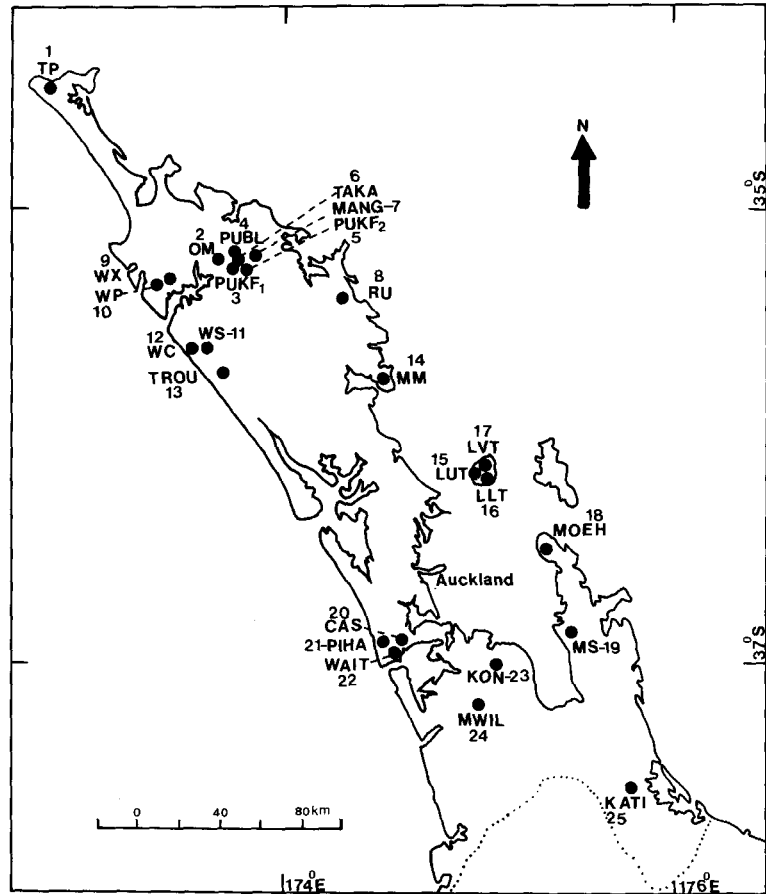 1
TP
N
35°S
6
TAKA
MANG-7
PUKF2
5
4
PUBL
2
OM
PUKF1
3
9
WX
WP
10
8
RU
12
WC
WS-11
TROU
13
14
MM
17
LVT
15
LUT
LLT
16
18
MOEH
Auckland
20
CAS
21-PIHA
WAIT
22
MS-19
37°S
KON-23
MWIL
24
KATI
25
0 40 80km
174°E
176°E